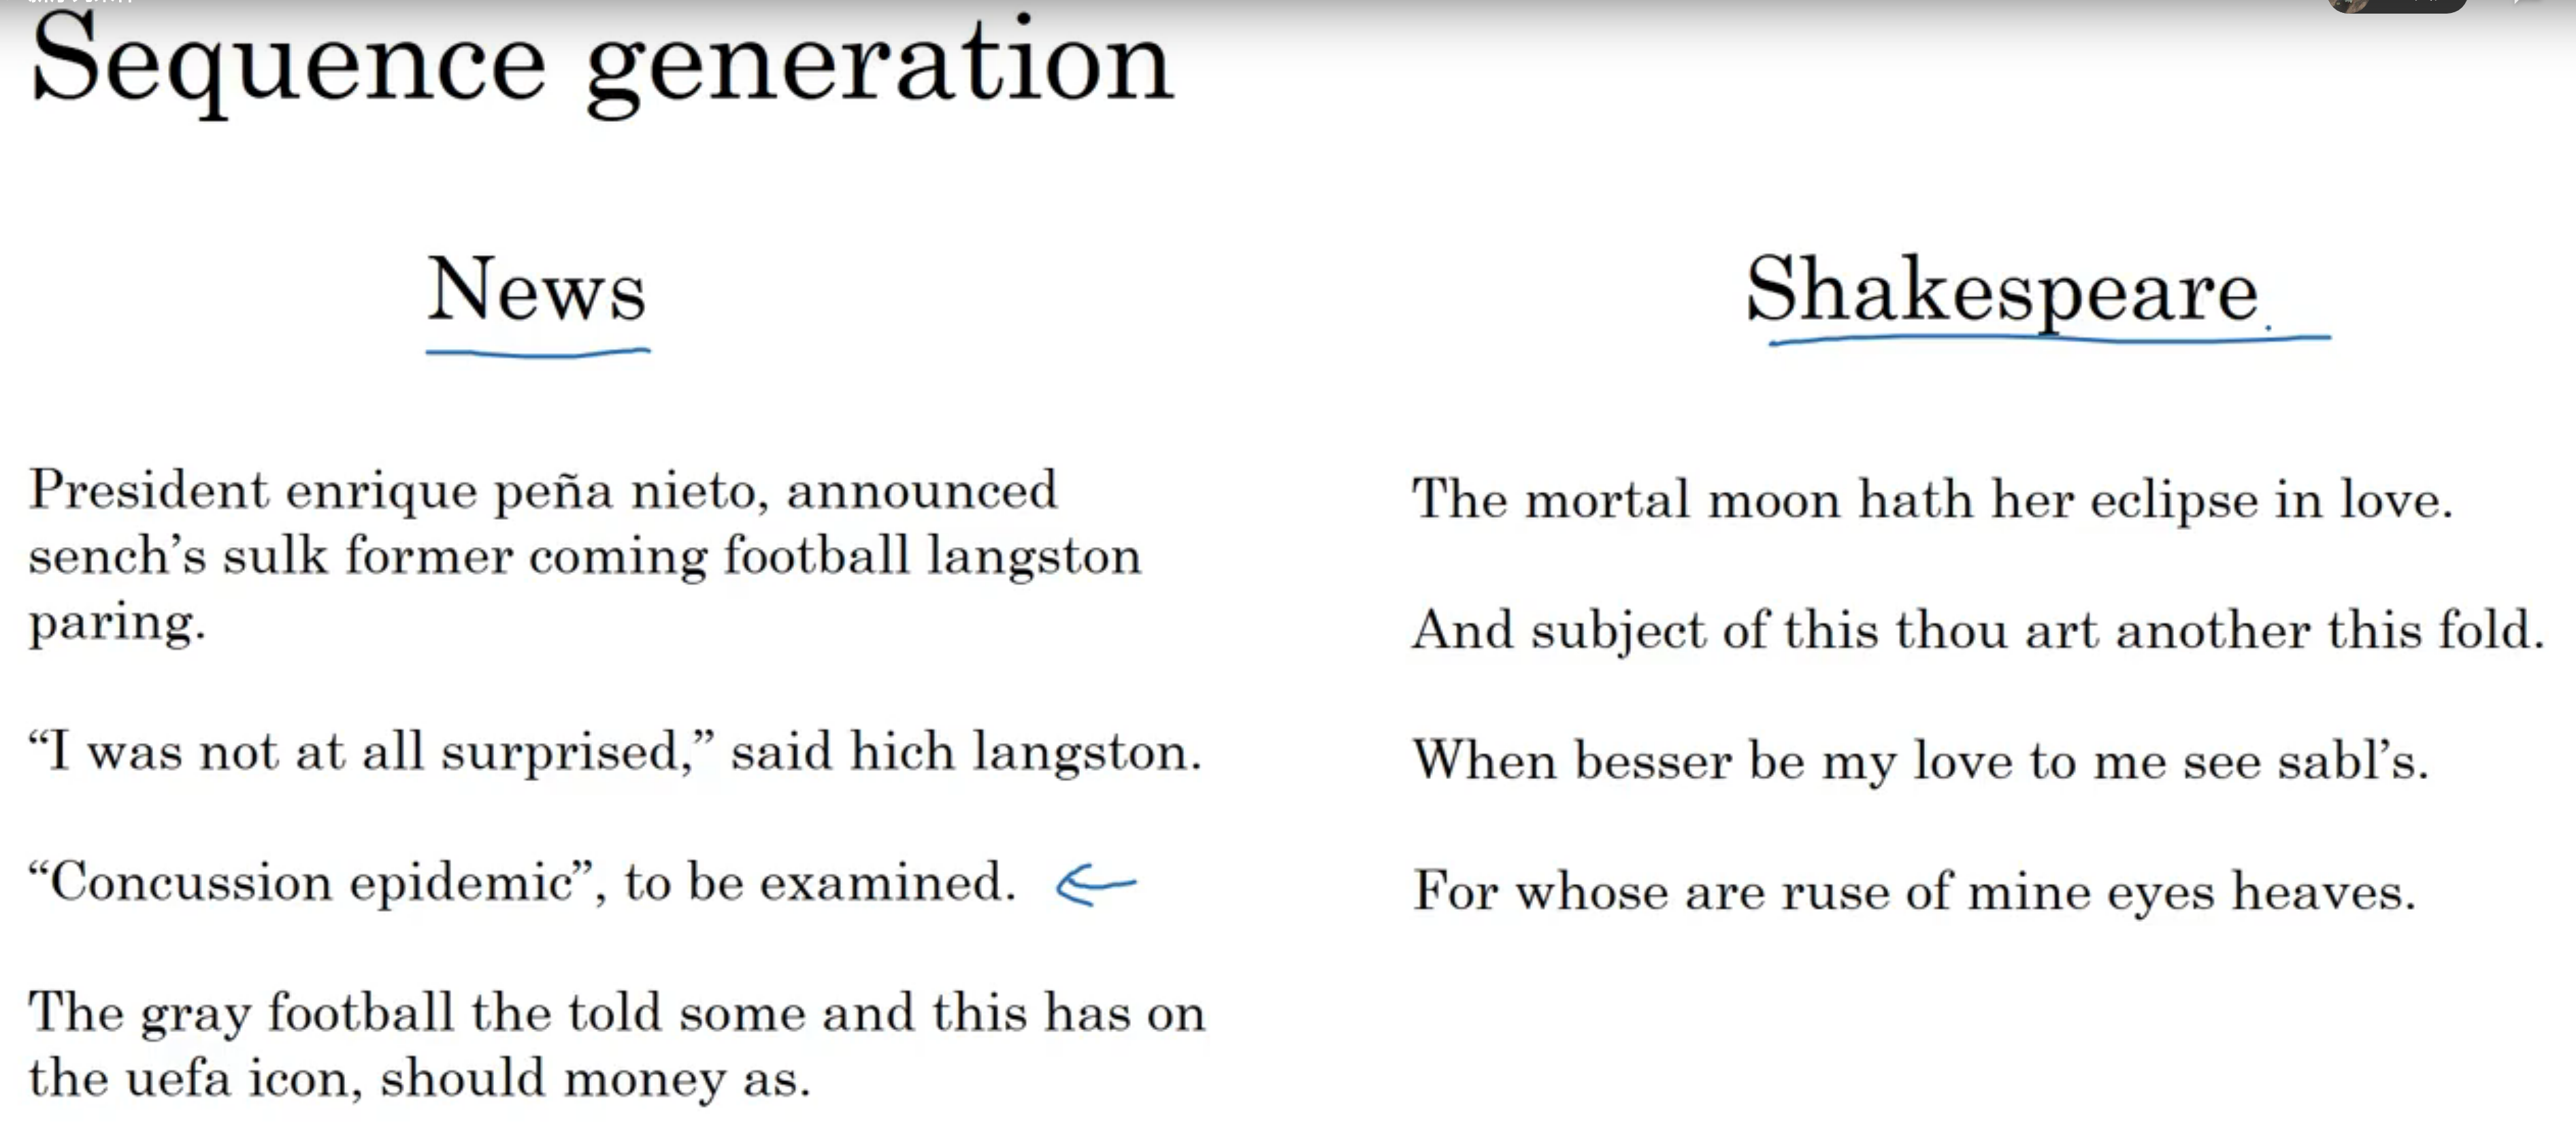 Sequence generation
News
President enrique peña nieto, announced
sench’s sulk former coming football langston
paring.
“I was not at all surprised,” said hich langston.
“Concussion epidemic”, to be examined.
The gray football the told some and this has on
the uefa icon, should money as.
Shakespeare
The mortal moon hath her eclipse in love.
And subject of this thou art another this fold.
When besser be my love to me see sabl’s.
For whose are ruse of mine eyes heaves.